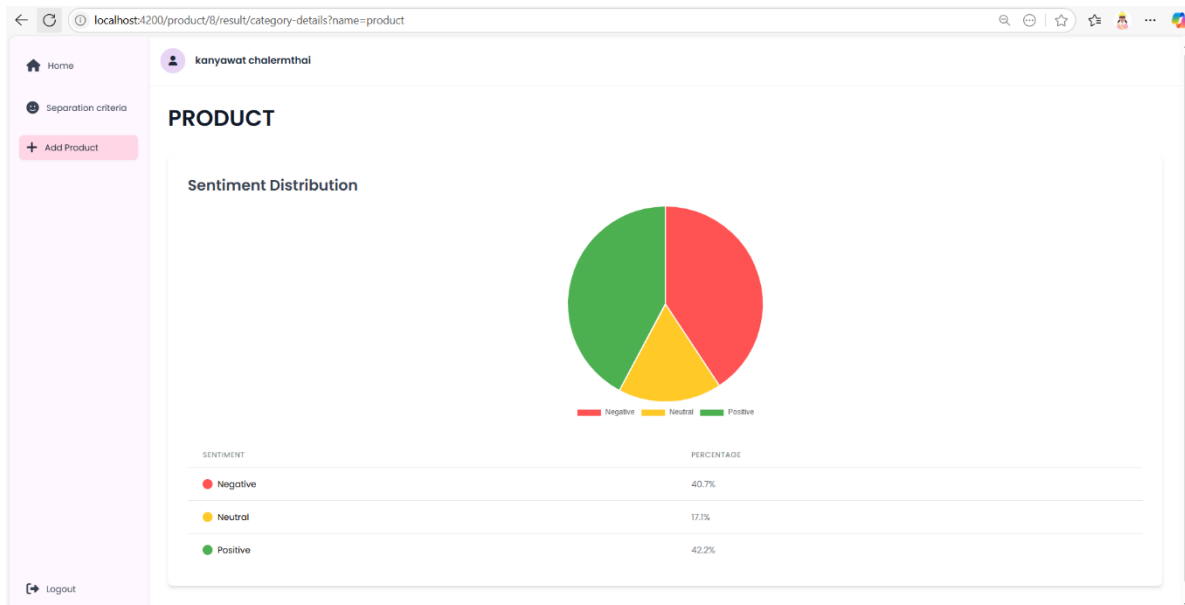 localhost:4200/product/8/result/category-details?name=product
Home
kanyawat chalermthai
Separation criteria
Add Product
PRODUCT
Sentiment Distribution
Negative Neutral Positive
SENTIMENT PERCENTAGE
Negative 40.7%
Neutral 17.1%
Positive 42.2%
Logout